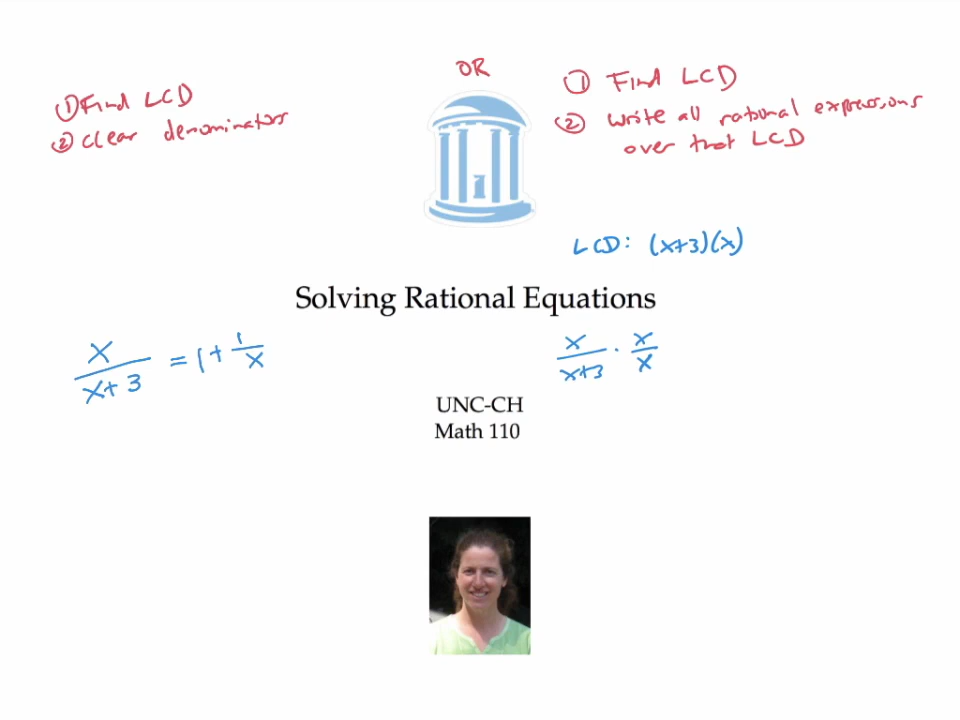 ① Find LCD
② clear denominators
OR
① Find LCD
② Write all rational expressions
over that LCD
LCD: (x+3)(x)
Solving Rational Equations
x/(x+3) = 1 + 1/x
x/(x+3) · x/x
UNC-CH
Math 110